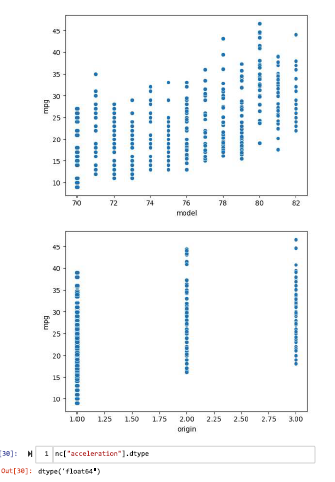 45
40
35
30
25
20
15
10
mpg
70 72 74 76 78 80 82
model
45
40
35
30
25
20
15
10
mpg
1.00 1.25 1.50 1.75 2.00 2.25 2.50 2.75 3.00
origin
[30]: 1 nc["acceleration"].dtype
Out[30]: dtype('float64')